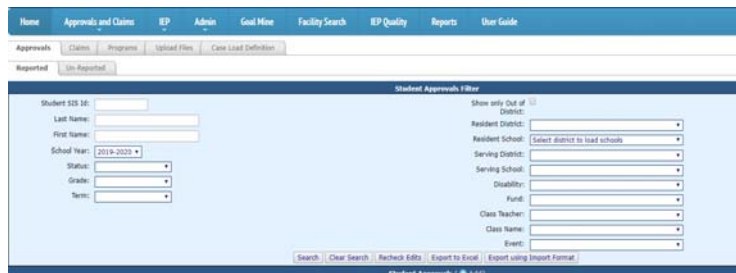 Home Approvals and Claims IEP Admin Goal Mine Facility Search IEP Quality Reports User Guide
Approvals Claims Programs Upload Files Case Load Definition
Reported Un-Reported
Student Approvals Filter
Student SIS Id:
Last Name:
First Name:
School Year: 2019-2020
Status:
Grade:
Term:
Show only Out of
District:
Resident District:
Resident School: Select district to load schools
Serving District:
Serving School:
Disability:
Fund:
Class Teacher:
Class Name:
Event:
Search Clear Search Recheck Edits Export to Excel Export using Import Format
Student Approvals (